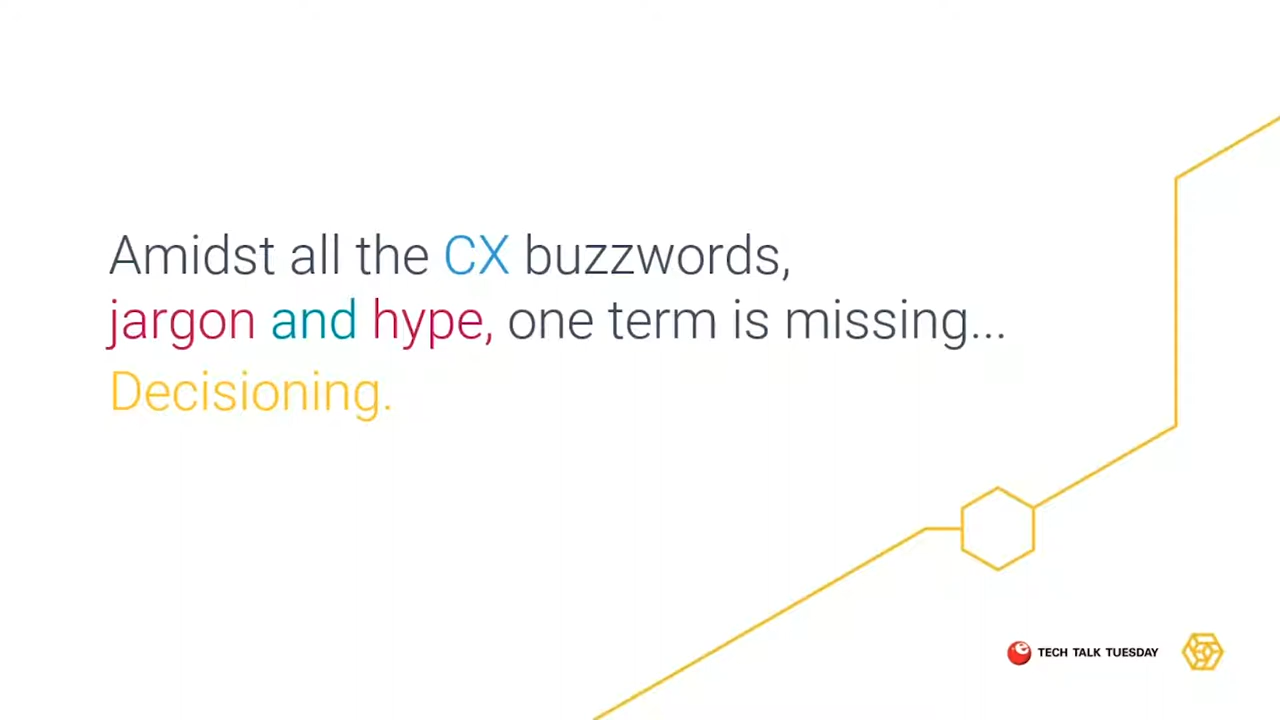 Amidst all the CX buzzwords,
jargon and hype, one term is missing...
Decisioning.
TECH TALK TUESDAY